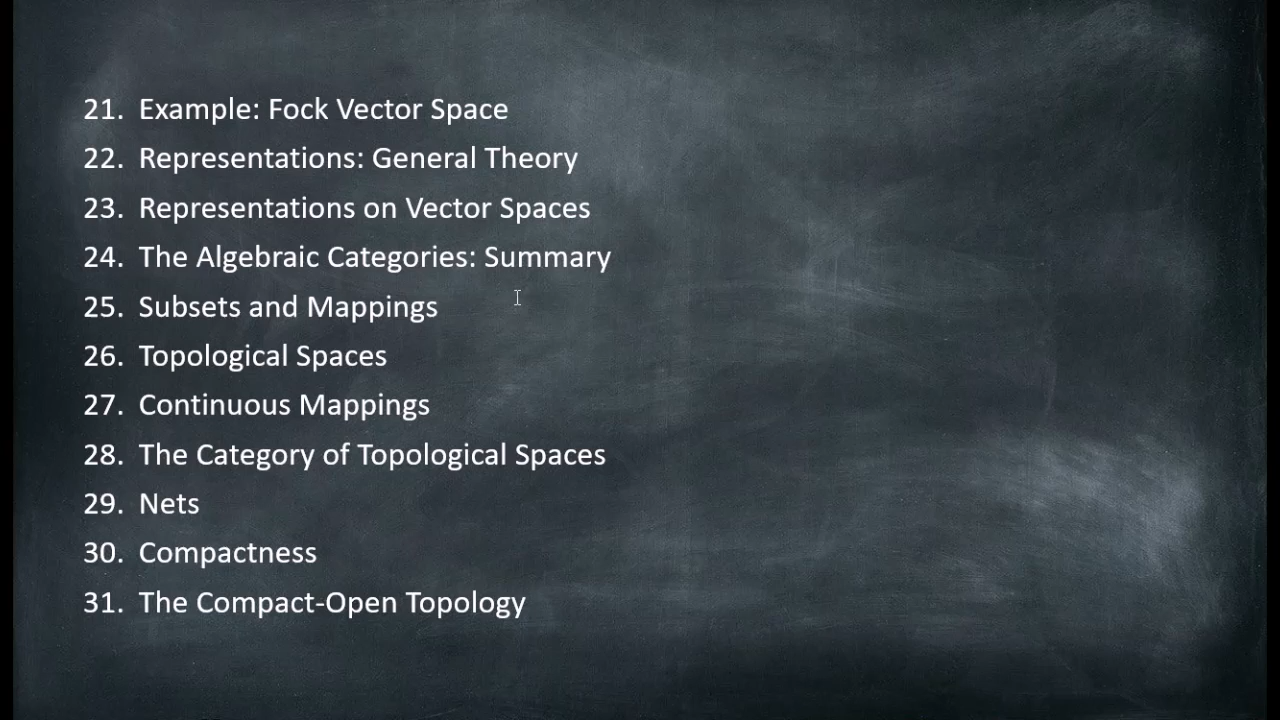 21. Example: Fock Vector Space
22. Representations: General Theory
23. Representations on Vector Spaces
24. The Algebraic Categories: Summary
25. Subsets and Mappings
26. Topological Spaces
27. Continuous Mappings
28. The Category of Topological Spaces
29. Nets
30. Compactness
31. The Compact-Open Topology